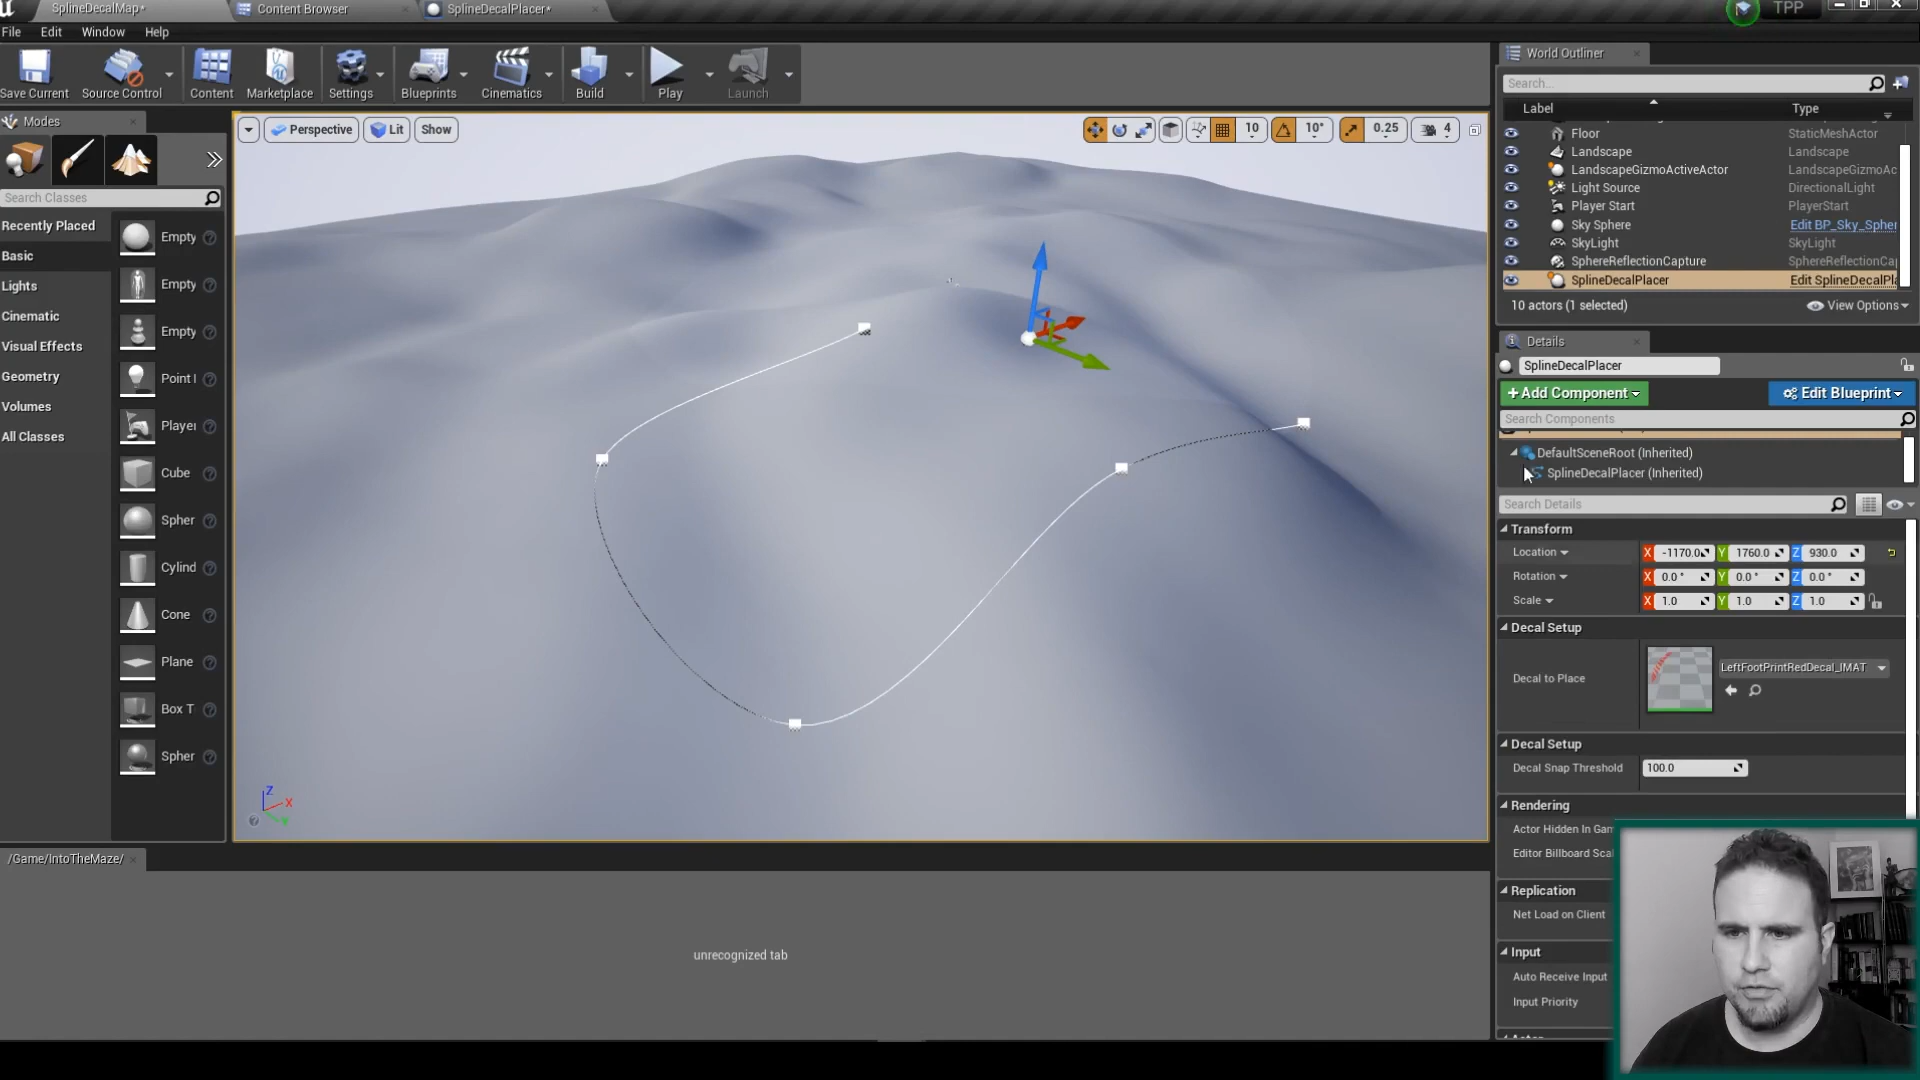 SplineDecalMap*
Content Browser
SplineDecalPlacer*
TPP
File Edit Window Help
Save Current
Source Control
Content
Marketplace
Settings
Blueprints
Cinematics
Build
Play
Launch
Modes
Search Classes
Recently Placed
Basic
Lights
Cinematic
Visual Effects
Geometry
Volumes
All Classes
Empty
Empty
Empty
Point
Player
Cube
Spher
Cylind
Cone
Plane
Box T
Spher
Perspective
Lit
Show
10
10°
0.25
4
Z
X
Y
World Outliner
Search...
Label Type
Floor StaticMeshActor
Landscape Landscape
LandscapeGizmoActiveActor LandscapeGizmoAc
Light Source DirectionalLight
Player Start PlayerStart
Sky Sphere Edit BP_Sky_Spher
SkyLight SkyLight
SphereReflectionCapture SphereReflectionCa
SplineDecalPlacer Edit SplineDecalPl
10 actors (1 selected) View Options
Details
SplineDecalPlacer
+Add Component Edit Blueprint
Search Components
DefaultSceneRoot (Inherited)
SplineDecalPlacer (Inherited)
Search Details
Transform
Location X -1170.0 Y 1760.0 Z 930.0
Rotation X 0.0 ° Y 0.0 ° Z 0.0 °
Scale X 1.0 Y 1.0 Z 1.0
Decal Setup
Decal to Place LeftFootPrintRedDecal_IMAT
Decal Setup
Decal Snap Threshold 100.0
Rendering
Actor Hidden In Gam
Editor Billboard Scal
Replication
Net Load on Client
Input
Auto Receive Input
Input Priority
/Game/IntoTheMaze/
unrecognized tab